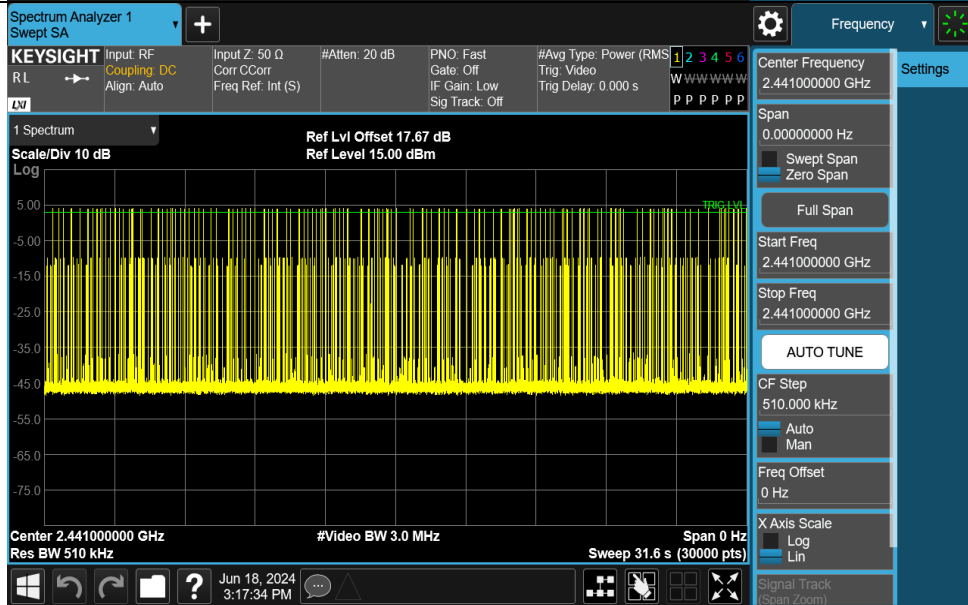 Spectrum Analyzer 1
Swept SA
Frequency
KEYSIGHT
R L
LXI
Input: RF
Coupling: DC
Align: Auto
Input Z: 50 Ω
Corr CCorr
Freq Ref: Int (S)
#Atten: 20 dB
PNO: Fast
Gate: Off
IF Gain: Low
Sig Track: Off
#Avg Type: Power (RMS
Trig: Video
Trig Delay: 0.000 s
1 2 3 4 5 6
W W W W W W
P P P P P P
1 Spectrum
Scale/Div 10 dB
Log
Ref Lvl Offset 17.67 dB
Ref Level 15.00 dBm
TRIG LVL
5.00
-5.00
-15.0
-25.0
-35.0
-45.0
-55.0
-65.0
-75.0
Center 2.441000000 GHz
Res BW 510 kHz
#Video BW 3.0 MHz
Span 0 Hz
Sweep 31.6 s (30000 pts)
Jun 18, 2024
3:17:34 PM
Center Frequency
2.441000000 GHz
Span
0.00000000 Hz
Swept Span
Zero Span
Full Span
Start Freq
2.441000000 GHz
Stop Freq
2.441000000 GHz
AUTO TUNE
CF Step
510.000 kHz
Auto
Man
Freq Offset
0 Hz
X Axis Scale
Log
Lin
Signal Track
(Span Zoom)
Settings